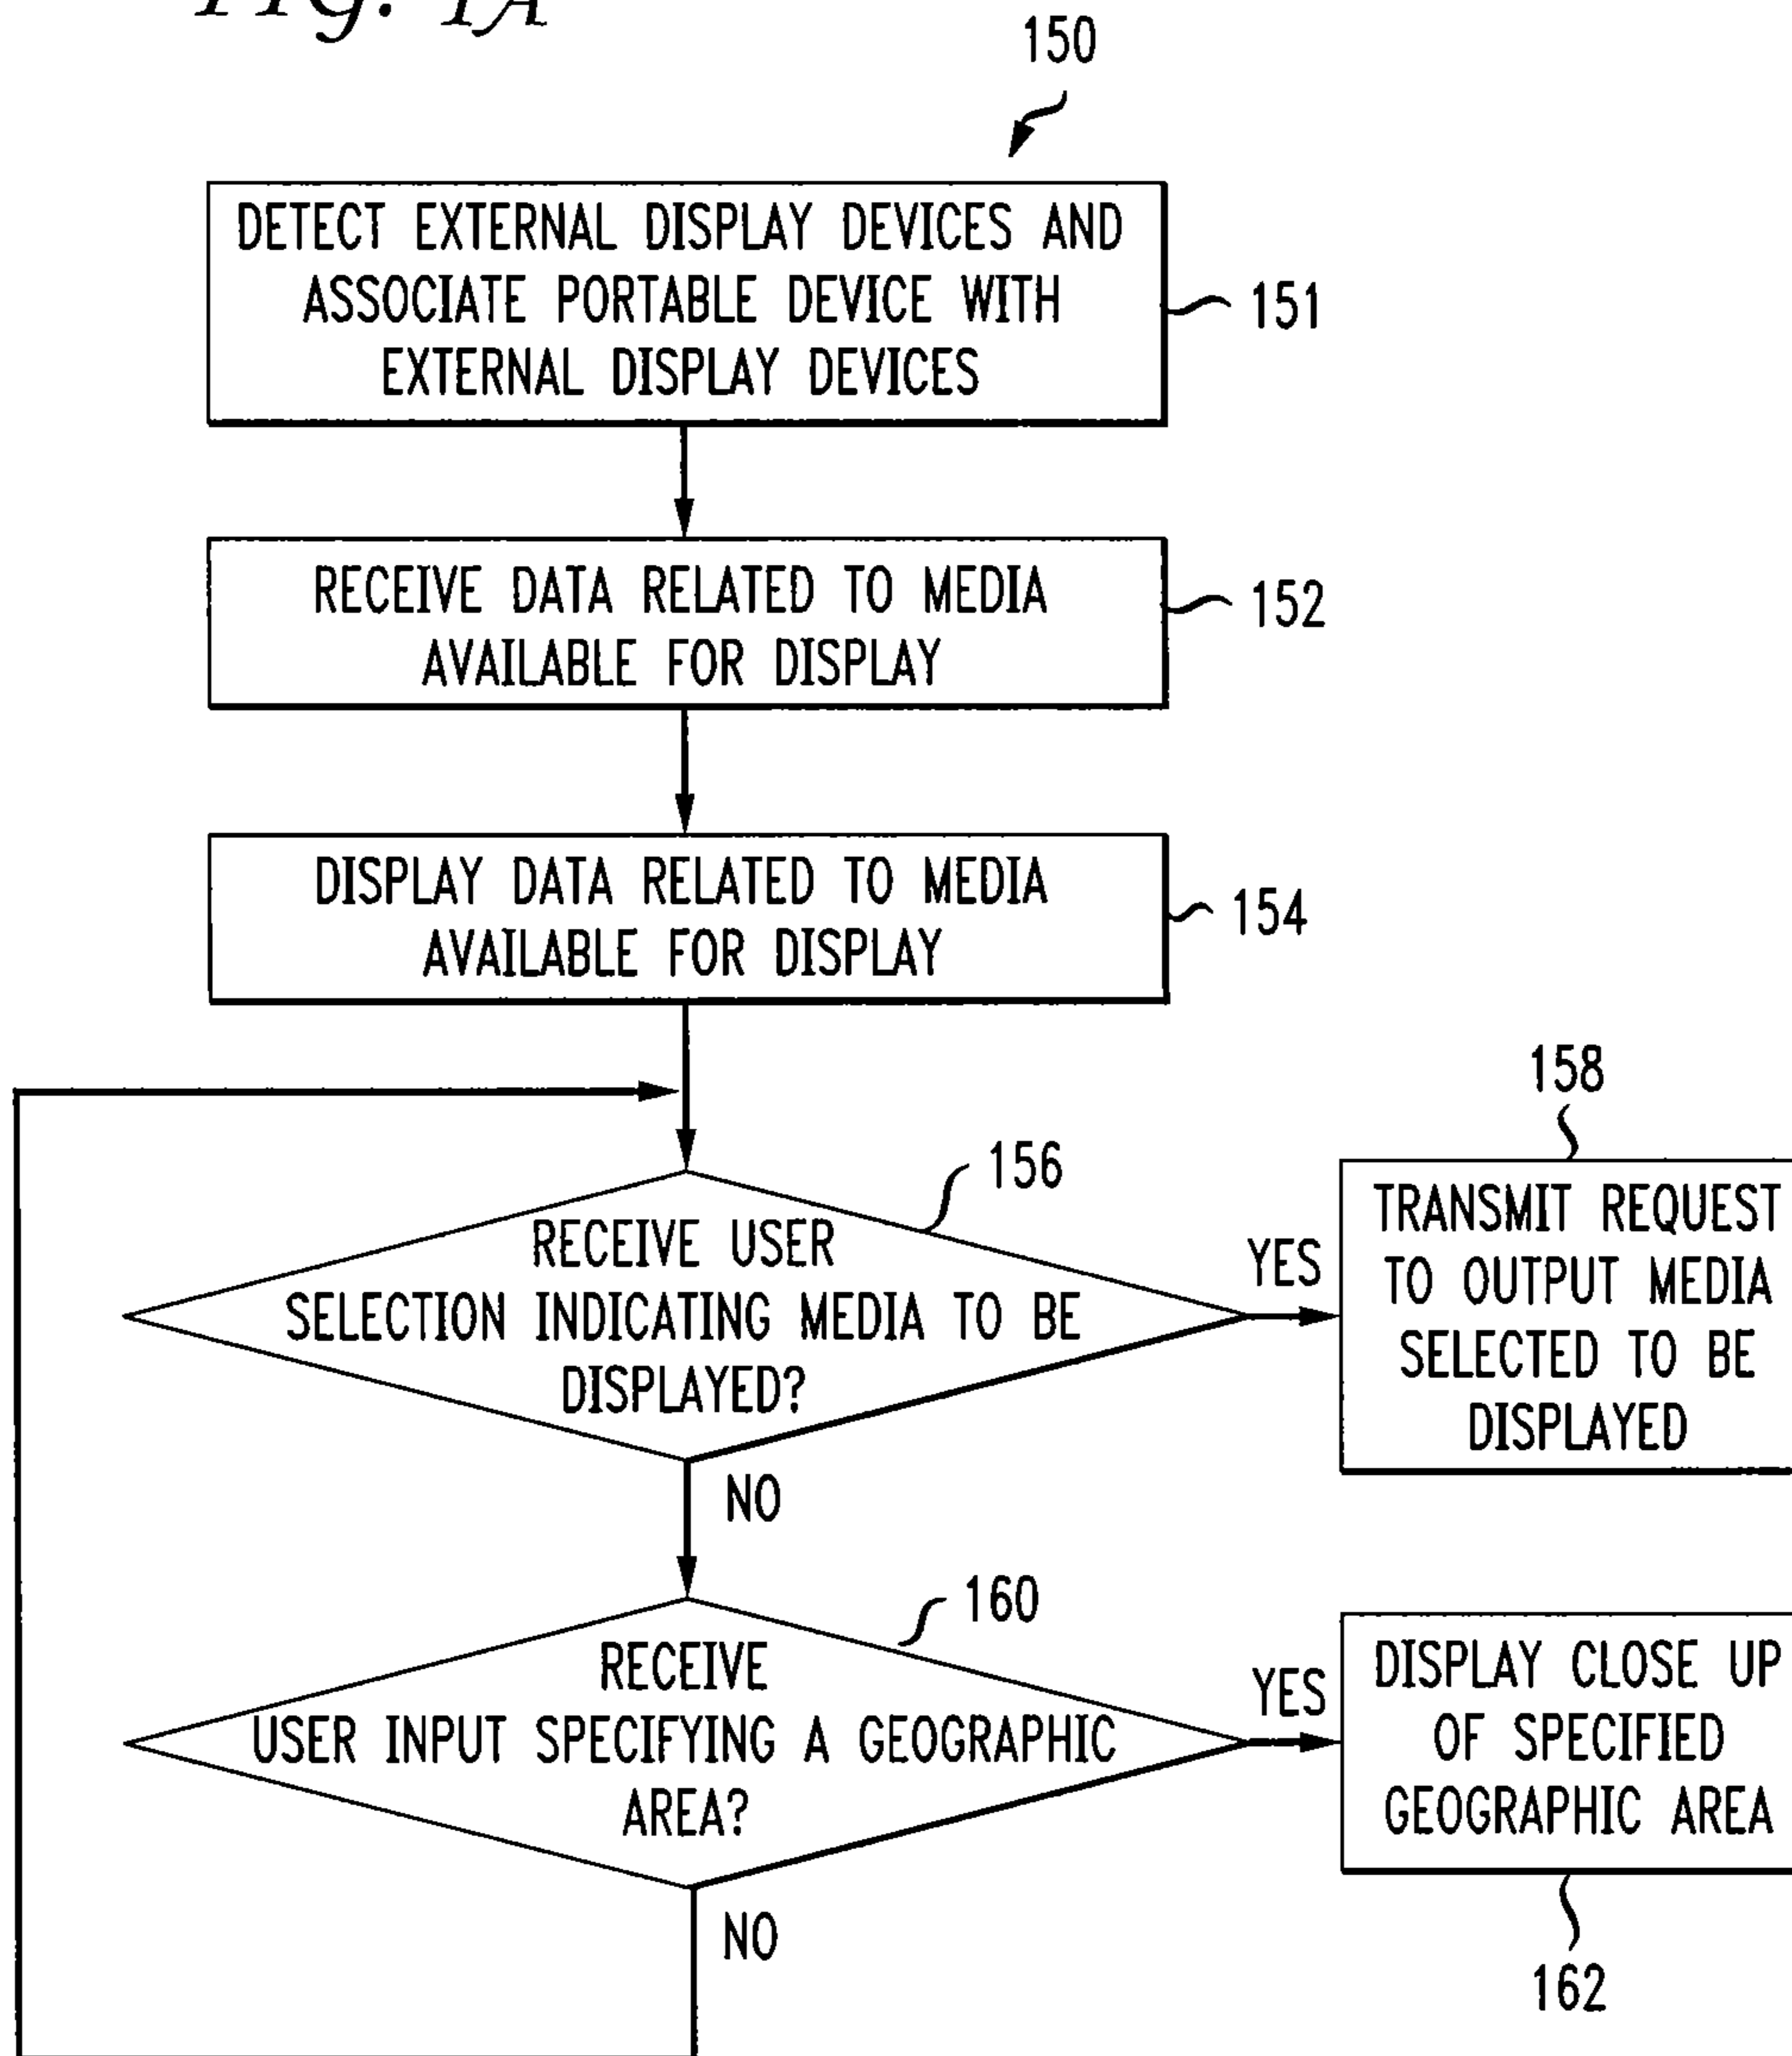 FIG. 1A
150
DETECT EXTERNAL DISPLAY DEVICES AND
ASSOCIATE PORTABLE DEVICE WITH
EXTERNAL DISPLAY DEVICES
151
RECEIVE DATA RELATED TO MEDIA
AVAILABLE FOR DISPLAY
152
DISPLAY DATA RELATED TO MEDIA
AVAILABLE FOR DISPLAY
154
156
RECEIVE USER
SELECTION INDICATING MEDIA TO BE
DISPLAYED?
YES
158
TRANSMIT REQUEST
TO OUTPUT MEDIA
SELECTED TO BE
DISPLAYED
NO
160
RECEIVE
USER INPUT SPECIFYING A GEOGRAPHIC
AREA?
YES
DISPLAY CLOSE UP
OF SPECIFIED
GEOGRAPHIC AREA
162
NO